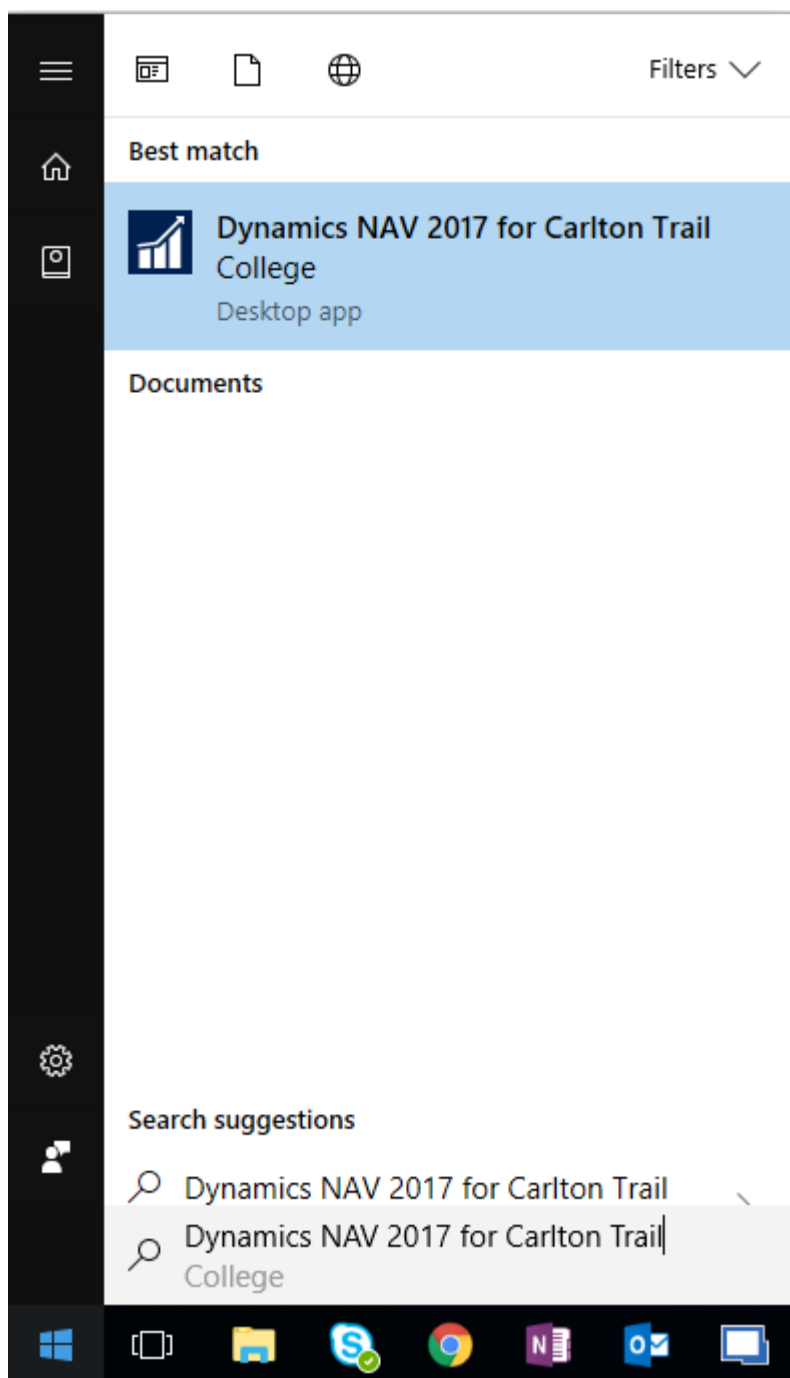 Filters
Best match
Dynamics NAV 2017 for Carlton Trail
College
Desktop app
Documents
Search suggestions
Dynamics NAV 2017 for Carlton Trail
Dynamics NAV 2017 for Carlton Trail
College